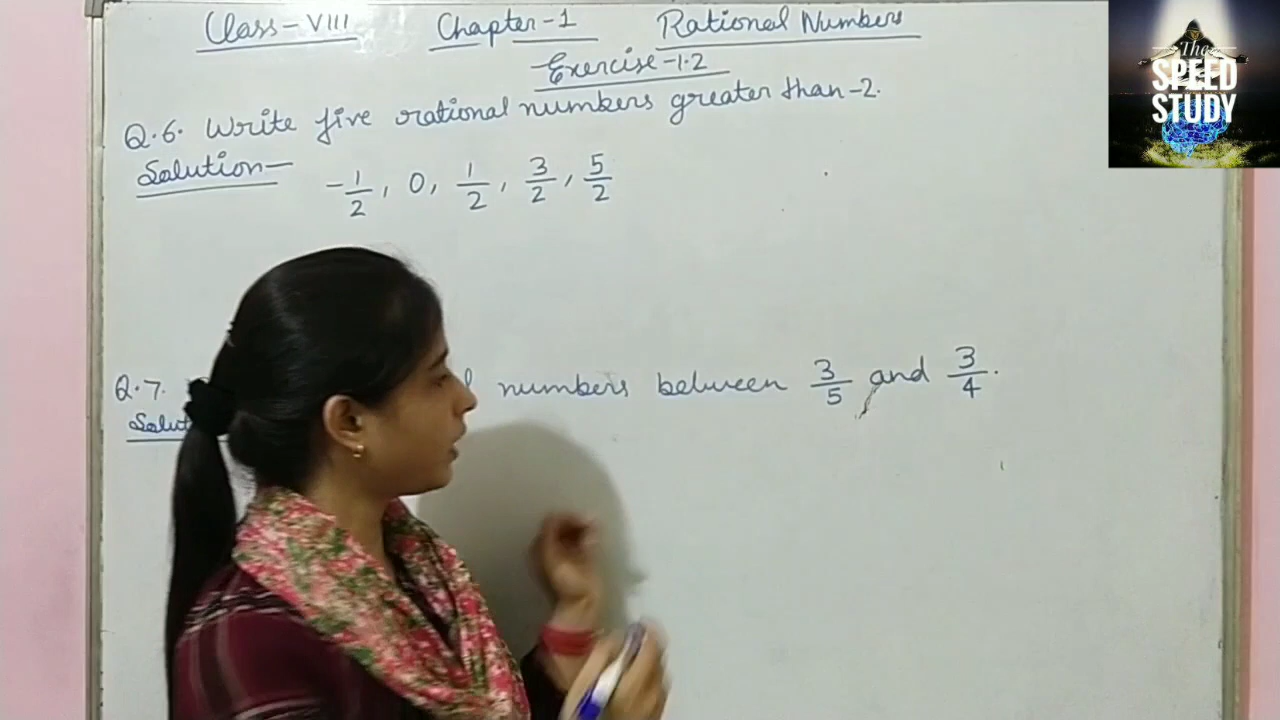 Class-VIII Chapter-1 Rational Numbers
Exercise-1.2
Q.6. Write five rational numbers greater than -2.
Solution- -1/2, 0, 1/2, 3/2, 5/2
Q.7. numbers between 3/5 and 3/4.
The
SPEED
STUDY